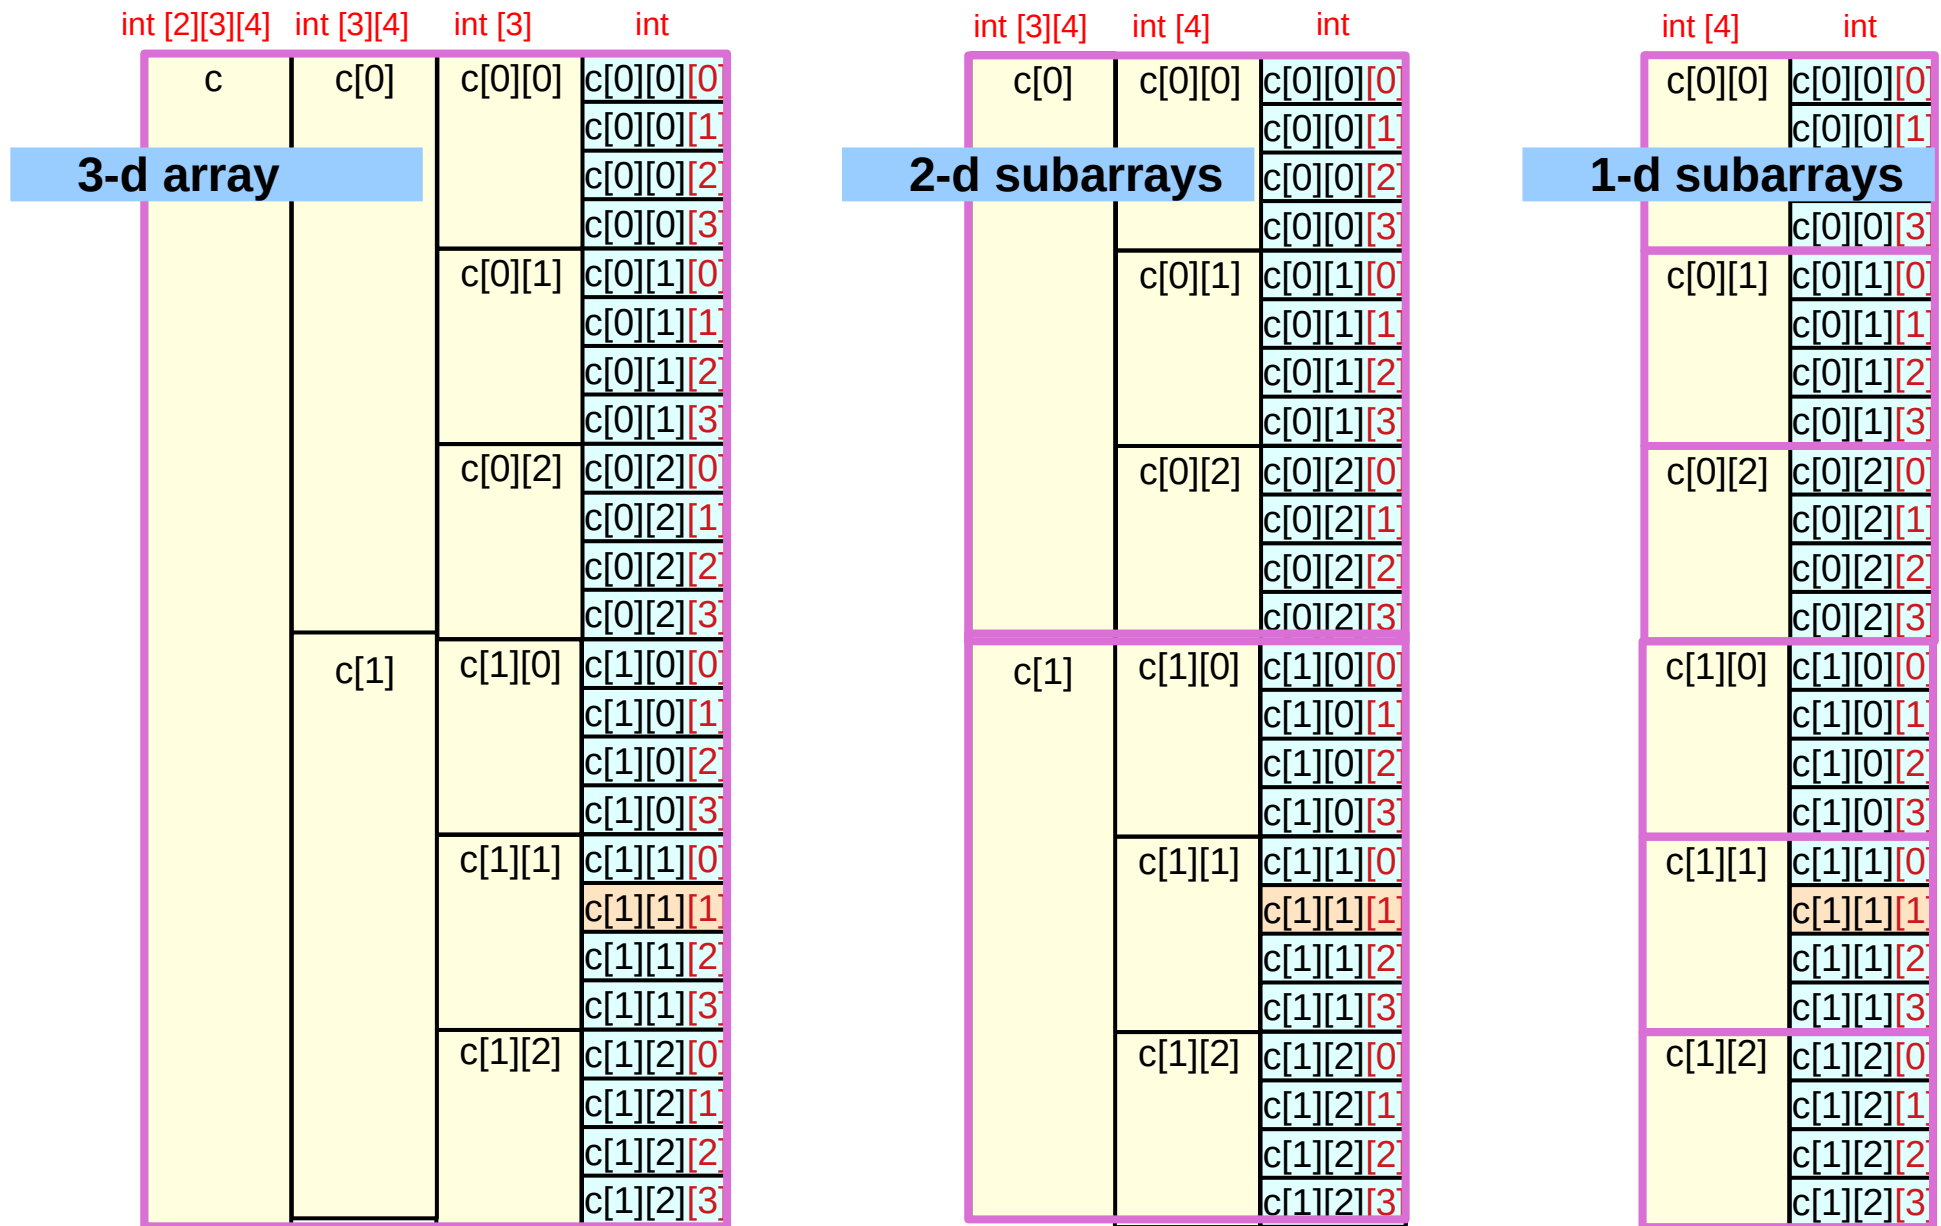 int [2][3][4] int [3][4] int [3] int
c c[0] c[0][0] c[0][0][0]
c[0][0][1]
3-d array
c[0][0][2]
c[0][0][3]
c[0][1] c[0][1][0]
c[0][1][1]
c[0][1][2]
c[0][1][3]
c[0][2] c[0][2][0]
c[0][2][1]
c[0][2][2]
c[0][2][3]
c[1] c[1][0] c[1][0][0]
c[1][0][1]
c[1][0][2]
c[1][0][3]
c[1][1] c[1][1][0]
c[1][1][1]
c[1][1][2]
c[1][1][3]
c[1][2] c[1][2][0]
c[1][2][1]
c[1][2][2]
c[1][2][3]
int [3][4] int [4] int
c[0] c[0][0] c[0][0][0]
c[0][0][1]
2-d subarrays
c[0][0][2]
c[0][0][3]
c[0][1] c[0][1][0]
c[0][1][1]
c[0][1][2]
c[0][1][3]
c[0][2] c[0][2][0]
c[0][2][1]
c[0][2][2]
c[0][2][3]
c[1] c[1][0] c[1][0][0]
c[1][0][1]
c[1][0][2]
c[1][0][3]
c[1][1] c[1][1][0]
c[1][1][1]
c[1][1][2]
c[1][1][3]
c[1][2] c[1][2][0]
c[1][2][1]
c[1][2][2]
c[1][2][3]
int [4] int
c[0][0] c[0][0][0]
c[0][0][1]
1-d subarrays
c[0][0][3]
c[0][1] c[0][1][0]
c[0][1][1]
c[0][1][2]
c[0][1][3]
c[0][2] c[0][2][0]
c[0][2][1]
c[0][2][2]
c[0][2][3]
c[1][0] c[1][0][0]
c[1][0][1]
c[1][0][2]
c[1][0][3]
c[1][1] c[1][1][0]
c[1][1][1]
c[1][1][2]
c[1][1][3]
c[1][2] c[1][2][0]
c[1][2][1]
c[1][2][2]
c[1][2][3]